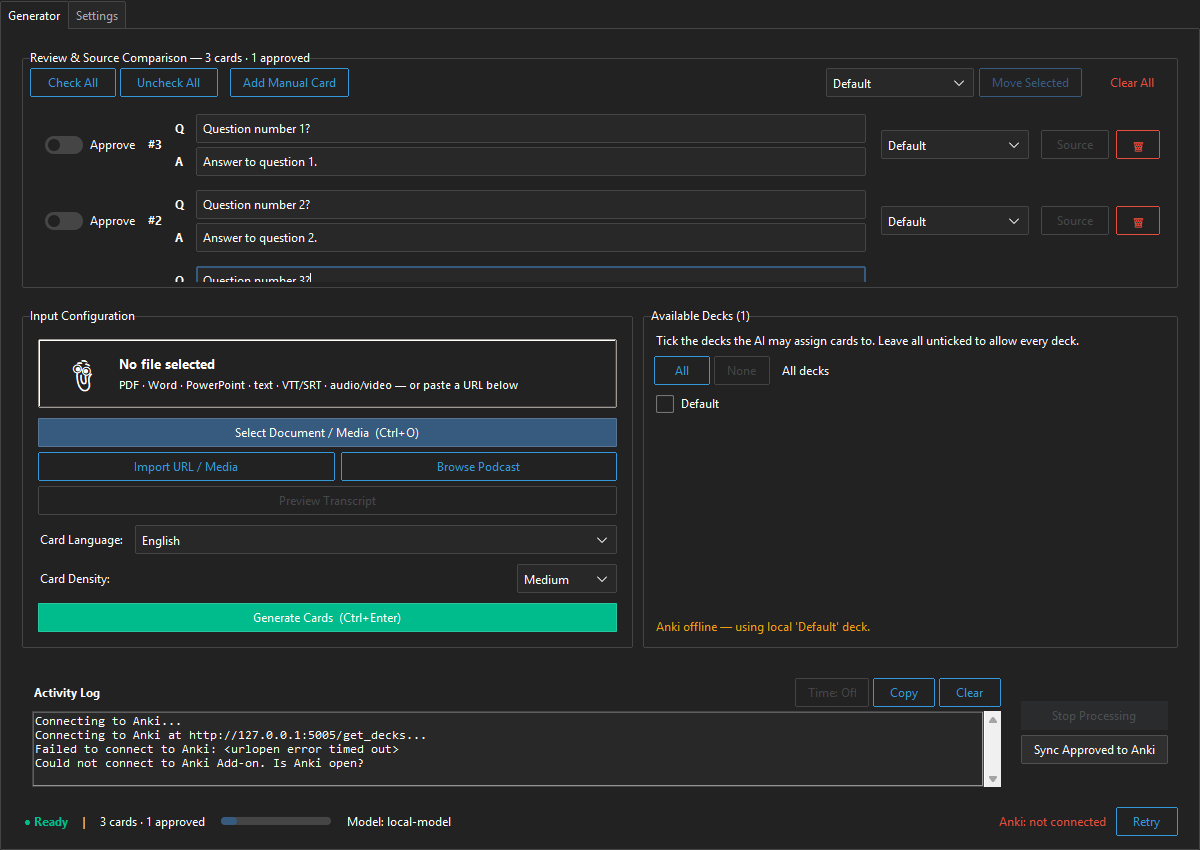 Generator Settings
Review & Source Comparison — 3 cards · 1 approved
Check All Uncheck All Add Manual Card Default Move Selected Clear All
Q Question number 1?
Approve #3 Default Source
A Answer to question 1.
Q Question number 2?
Approve #2 Default Source
A Answer to question 2.
Q Question number 3?
Input Configuration
No file selected
PDF · Word · PowerPoint · text · VTT/SRT · audio/video — or paste a URL below
Select Document / Media (Ctrl+O)
Import URL / Media Browse Podcast
Preview Transcript
Card Language: English
Card Density: Medium
Generate Cards (Ctrl+Enter)
Available Decks (1)
Tick the decks the AI may assign cards to. Leave all unticked to allow every deck.
All None All decks
Default
Anki offline — using local 'Default' deck.
Activity Log Time: Off Copy Clear
Connecting to Anki...
Connecting to Anki at http://127.0.0.1:5005/get_decks...
Failed to connect to Anki: <urlopen error timed out>
Could not connect to Anki Add-on. Is Anki open?
Stop Processing
Sync Approved to Anki
● Ready | 3 cards · 1 approved Model: local-model Anki: not connected Retry